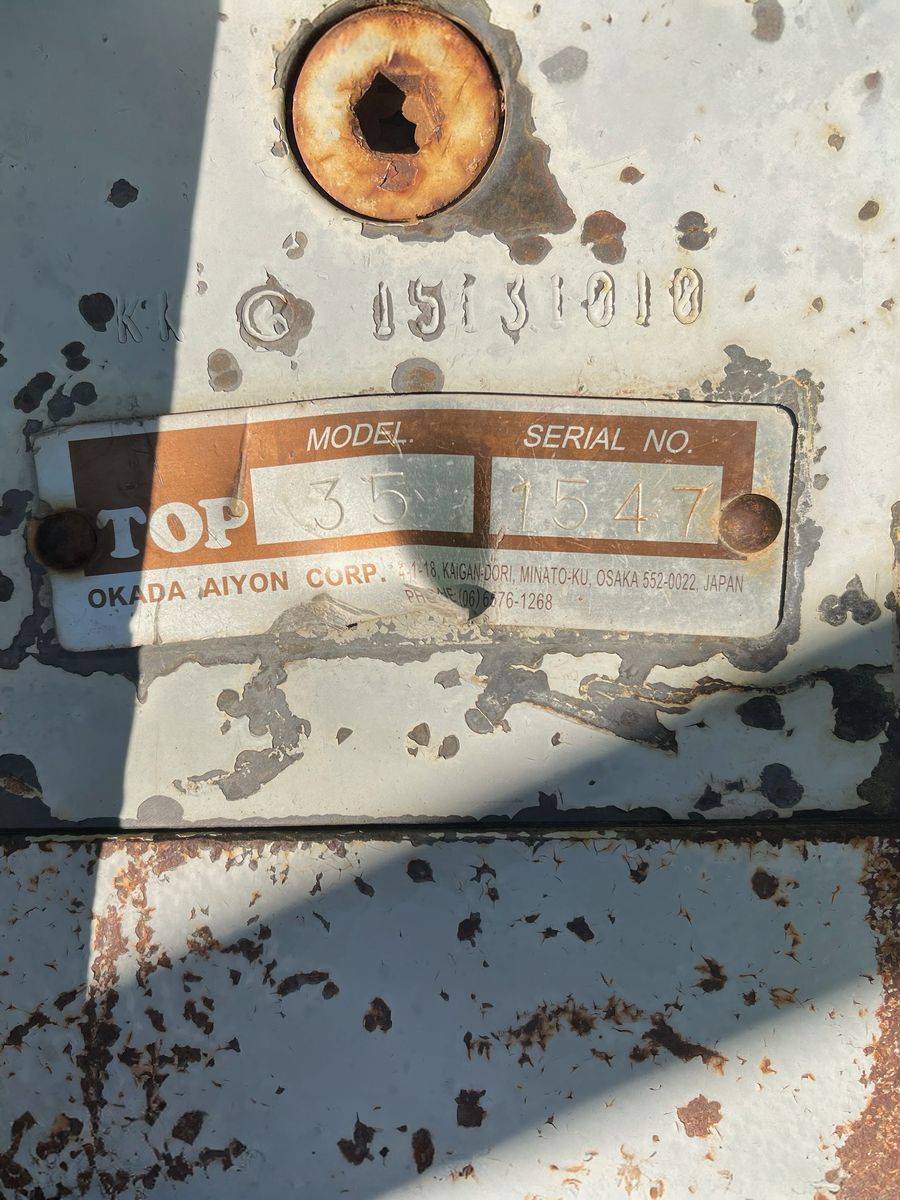 KK G 15131010
MODEL. SERIAL NO.
TOP 35 1547
OKADA AIYON CORP. 4-1-18, KAIGAN-DORI, MINATO-KU, OSAKA 552-0022, JAPAN
PHONE (06) 6576-1268